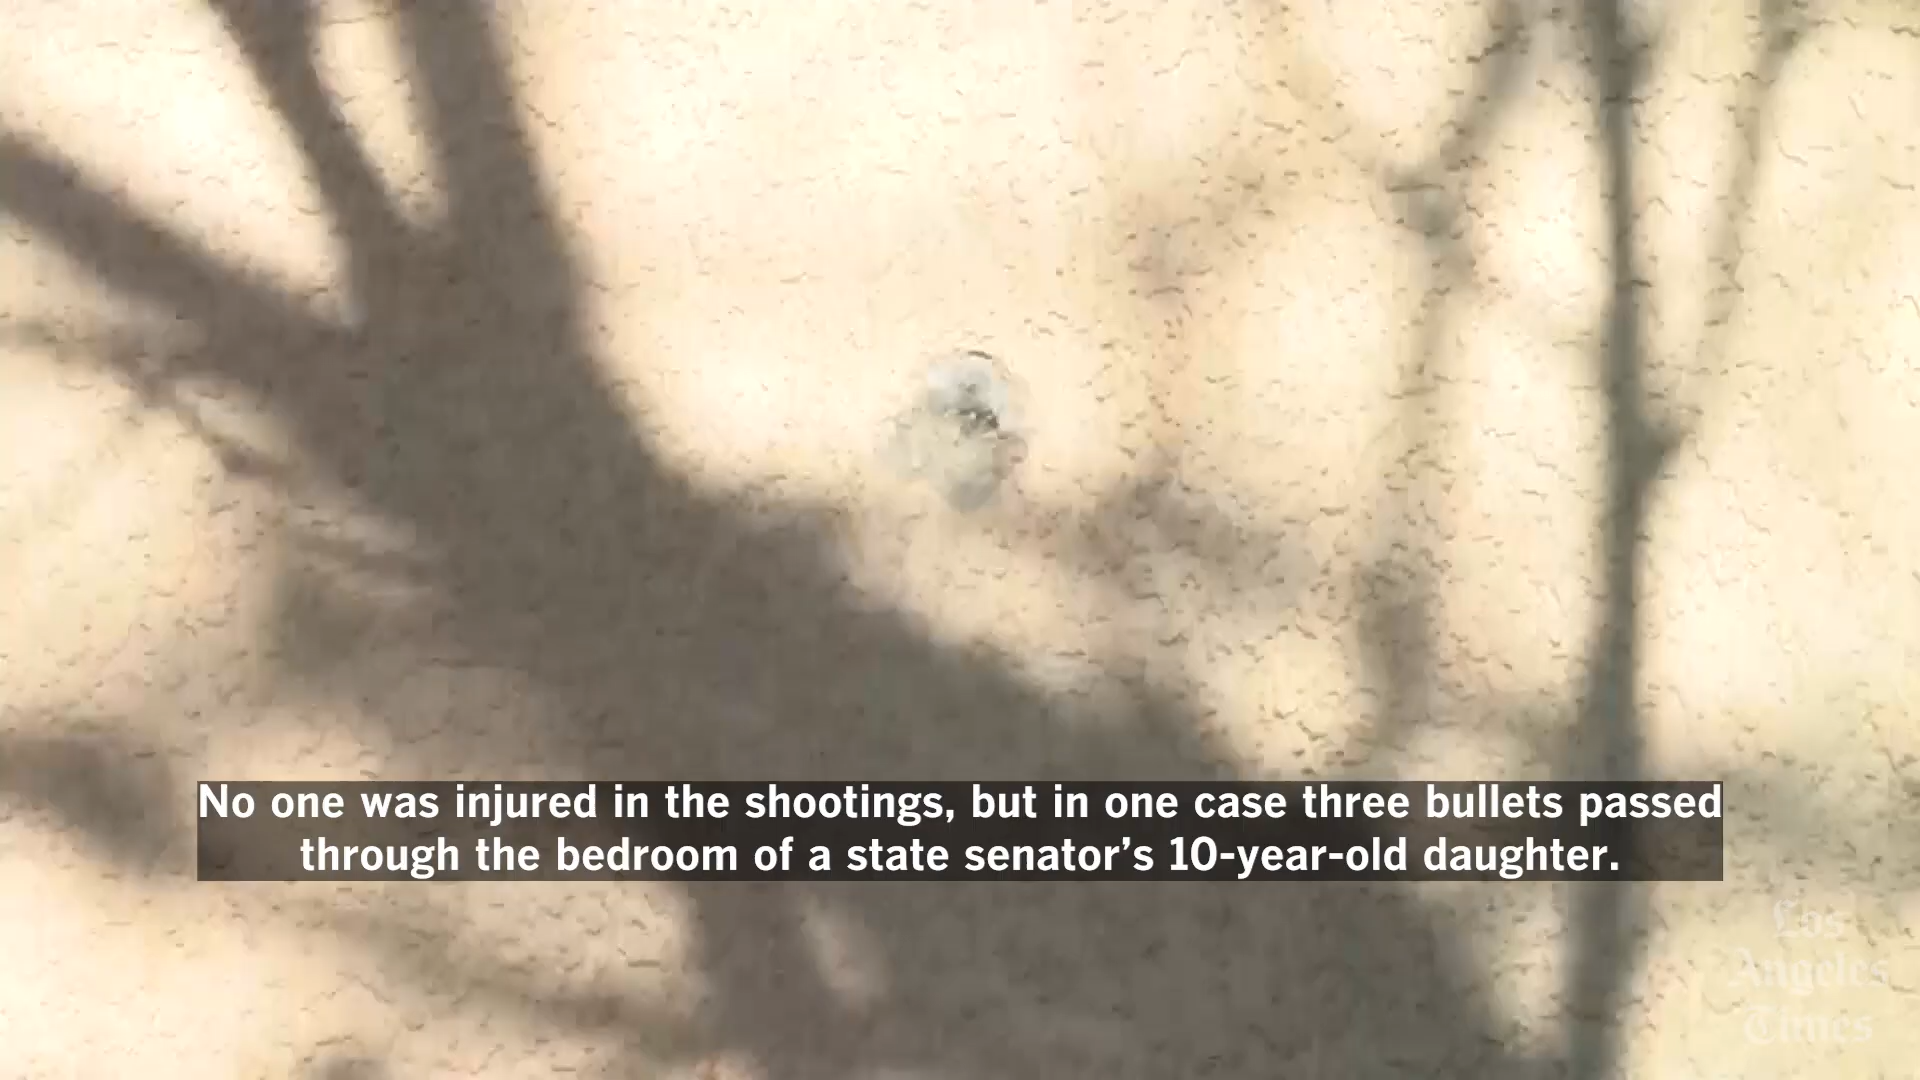 No one was injured in the shootings, but in one case three bullets passed
through the bedroom of a state senator’s 10-year-old daughter.
Los
Angeles
Times